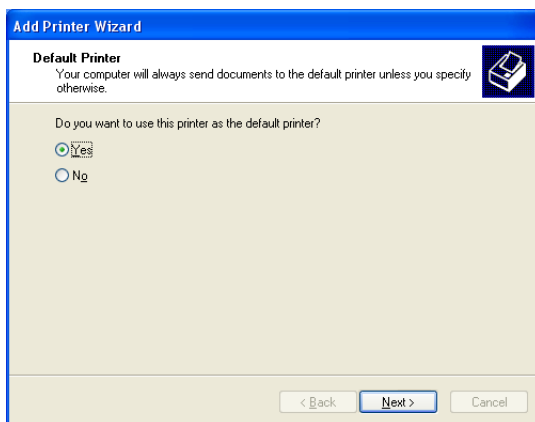 Add Printer Wizard
Default Printer
Your computer will always send documents to the default printer unless you specify
otherwise.
Do you want to use this printer as the default printer?
Yes
No
< Back
Next >
Cancel